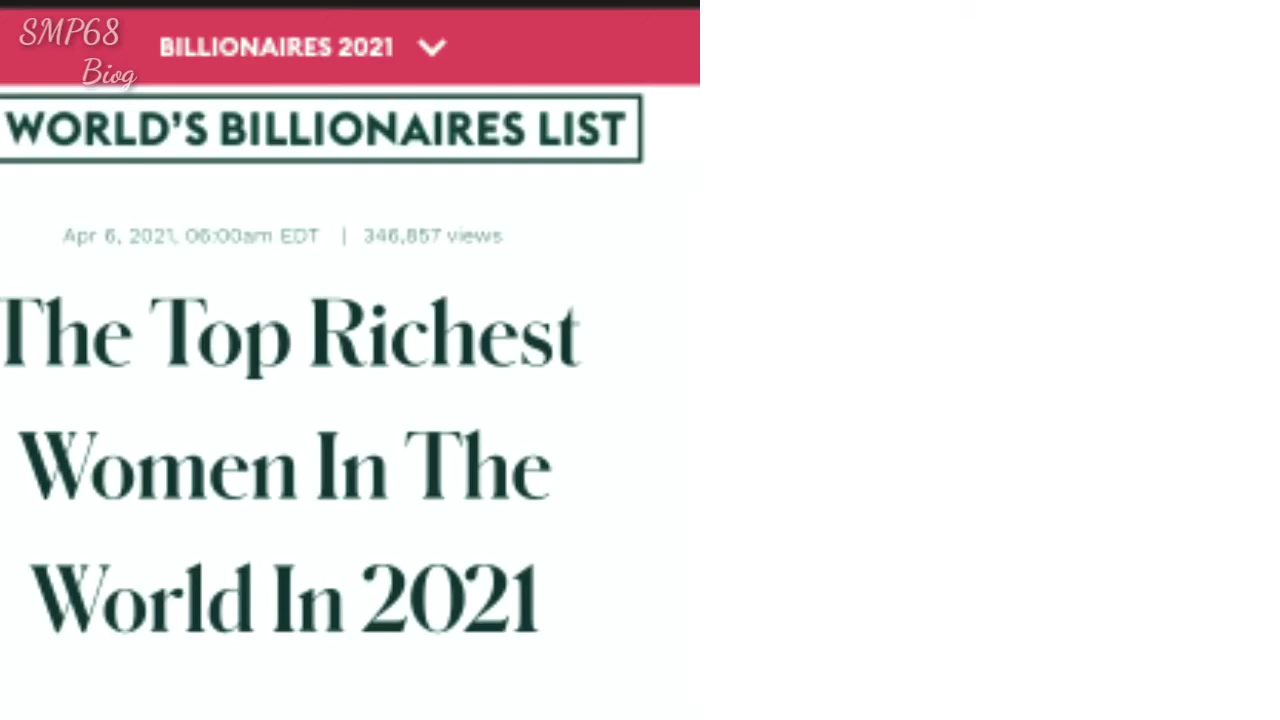 SMP68
Biog
BILLIONAIRES 2021
WORLD'S BILLIONAIRES LIST
Apr 6, 2021, 06:00am EDT | 346,857 views
The Top Richest
Women In The
World In 2021